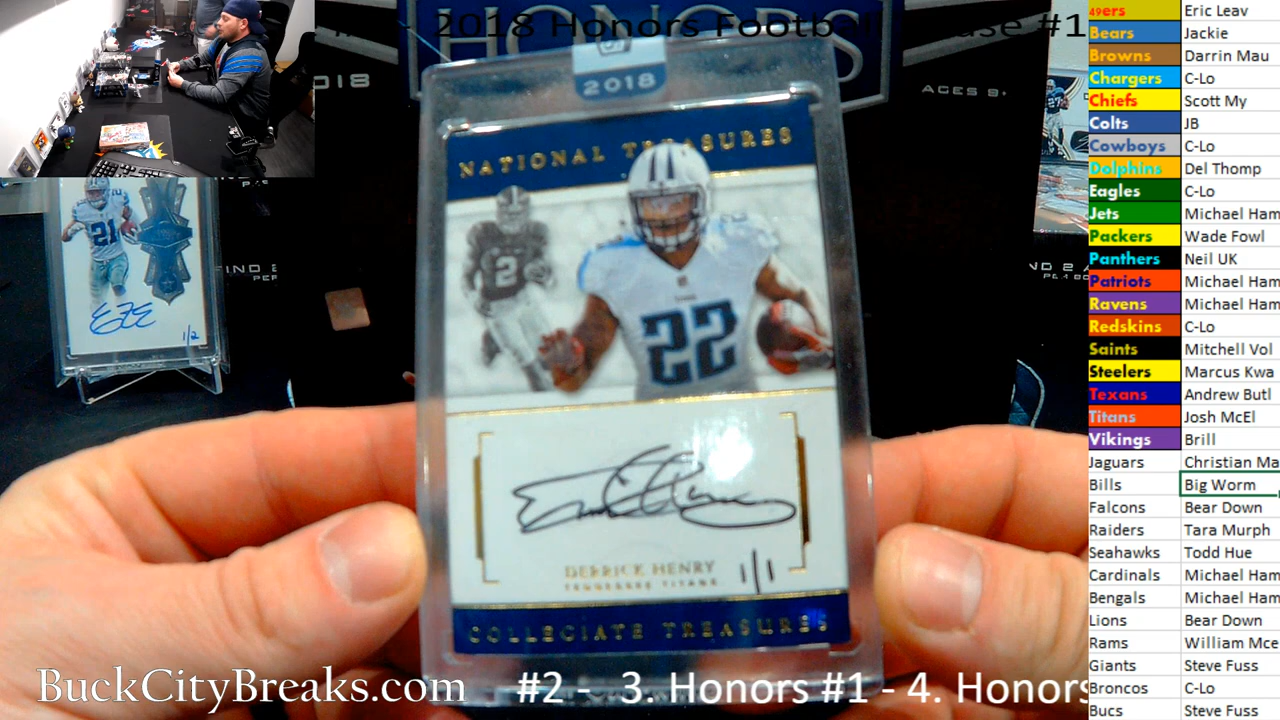 2018 Honors Football
#1
HONORS
2018
AGES 9+
2018
NATIONAL TREASURES
22
2
DERRICK HENRY
TENNESSEE TITANS
1/1
COLLEGIATE TREASURES
21
1/2
BuckCityBreaks.com
#2 - 3. Honors #1 - 4. Honors
49ers Eric Leav
Bears Jackie
Browns Darrin Mau
Chargers C-Lo
Chiefs Scott My
Colts JB
Cowboys C-Lo
Dolphins Del Thomp
Eagles C-Lo
Jets Michael Ham
Packers Wade Fowl
Panthers Neil UK
Patriots Michael Ham
Ravens Michael Ham
Redskins C-Lo
Saints Mitchell Vol
Steelers Marcus Kwa
Texans Andrew Butl
Titans Josh McEl
Vikings Brill
Jaguars Christian Ma
Bills Big Worm
Falcons Bear Down
Raiders Tara Murph
Seahawks Todd Hue
Cardinals Michael Ham
Bengals Michael Ham
Lions Bear Down
Rams William Mce
Giants Steve Fuss
Broncos C-Lo
Bucs Steve Fuss